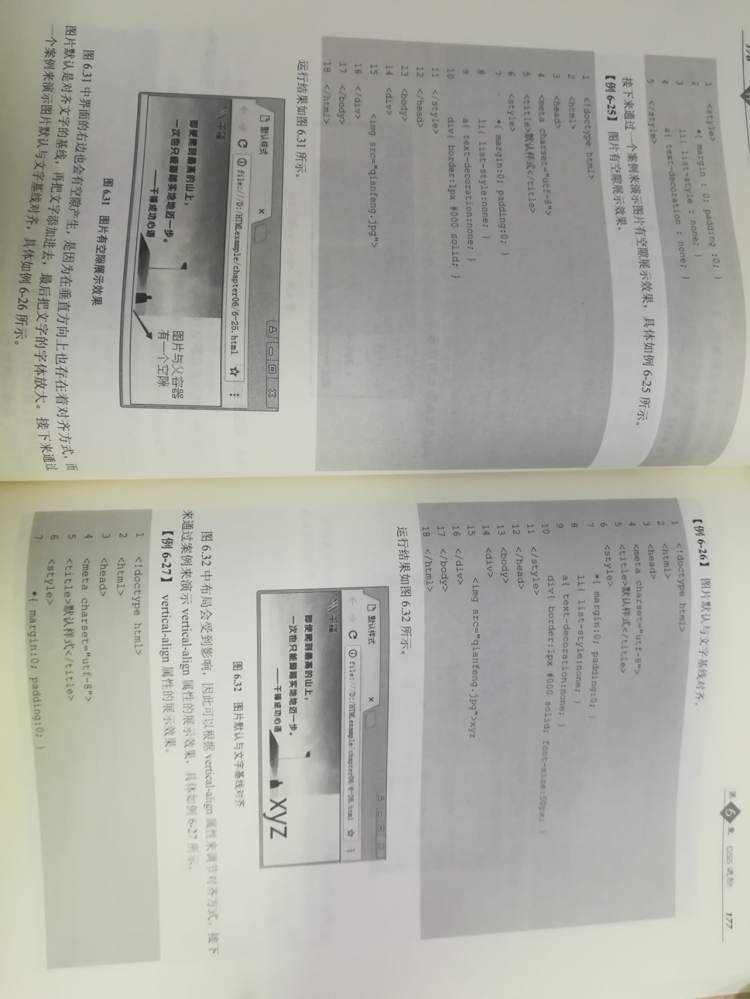 1 <style>
2 *{ margin : 0; padding :0; }
3 li{ list-style : none; }
4 a{ text-decoration : none; }
5 </style>
接下来通过一个案例来演示图片有空隙展示效果，具体如例 6-25 所示。
【例 6-25】 图片有空隙展示效果。
1 <!doctype html>
2 <html>
3 <head>
4 <meta charset="utf-8">
5 <title>默认样式</title>
6 <style>
7 *{ margin:0; padding:0; }
8 li{ list-style:none; }
9 a{ text-decoration:none; }
10 div{ border:1px #000 solid; }
11 </style>
12 </head>
13 <body>
14 <div>
15 <img src="qianfeng.jpg">
16 </div>
17 </body>
18 </html>
运行结果如图 6.31 所示。
默认样式
file:///D:/HTMLexample/chapter06/6-25.html
千锋
即使爬到最高的山上，
一次也只能脚踏实地地迈一步。
——千锋成功心语
图片与父容器
有一个空隙
图 6.31 图片有空隙展示效果
图 6.31 中界面的右边也会有空隙产生，是因为在垂直方向上也存在着对齐方式，而
图片默认是对齐文字的基线，再把文字添加进去，最后把文字的字体放大。接下来通过
一个案例来演示图片默认与文字基线对齐，具体如例 6-26 所示。
第 6 章 CSS 进阶 177
【例 6-26】 图片默认与文字基线对齐。
1 <!doctype html>
2 <html>
3 <head>
4 <meta charset="utf-8">
5 <title>默认样式</title>
6 <style>
7 *{ margin:0; padding:0; }
8 li{ list-style:none; }
9 a{ text-decoration:none; }
10 div{ border:1px #000 solid; font-size:50px; }
11 </style>
12 </head>
13 <body>
14 <div>
15 <img src="qianfeng.jpg">xyz
16 </div>
17 </body>
18 </html>
运行结果如图 6.32 所示。
默认样式
file:///D:/HTMLexample/chapter06/6-26.html
千锋
即使爬到最高的山上，
一次也只能脚踏实地地迈一步。
——千锋成功心语
xyz
图 6.32 图片默认与文字基线对齐
图 6.32 中布局会受到影响，因此可以根据 vertical-align 属性来调节对齐方式。接下
来通过案例来演示 vertical-align 属性的展示效果，具体如例 6-27 所示。
【例 6-27】 vertical-align 属性的展示效果。
1 <!doctype html>
2 <html>
3 <head>
4 <meta charset="utf-8">
5 <title>默认样式</title>
6 <style>
7 *{ margin:0; padding:0; }